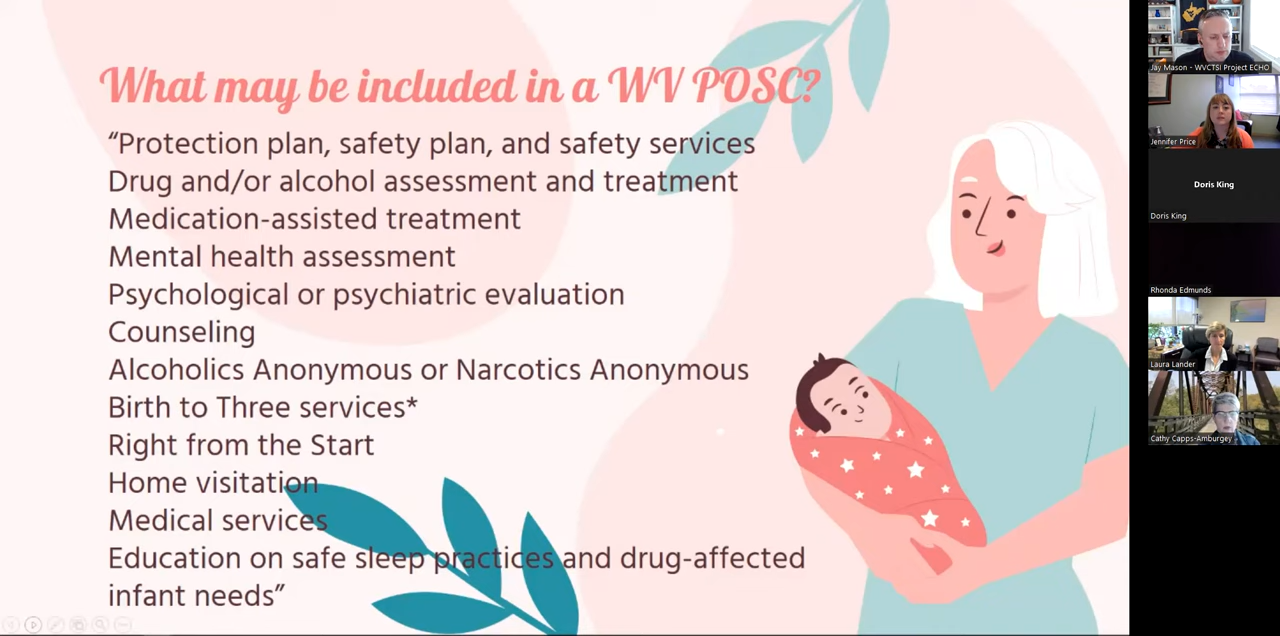 What may be included in a WV POSC?
“Protection plan, safety plan, and safety services
Drug and/or alcohol assessment and treatment
Medication-assisted treatment
Mental health assessment
Psychological or psychiatric evaluation
Counseling
Alcoholics Anonymous or Narcotics Anonymous
Birth to Three services*
Right from the Start
Home visitation
Medical services
Education on safe sleep practices and drug-affected
infant needs”
Jay Mason - WVCTSI Project ECHO
Jennifer Price
Doris King
Doris King
Rhonda Edmunds
Laura Lander
Cathy Capps-Amburgey